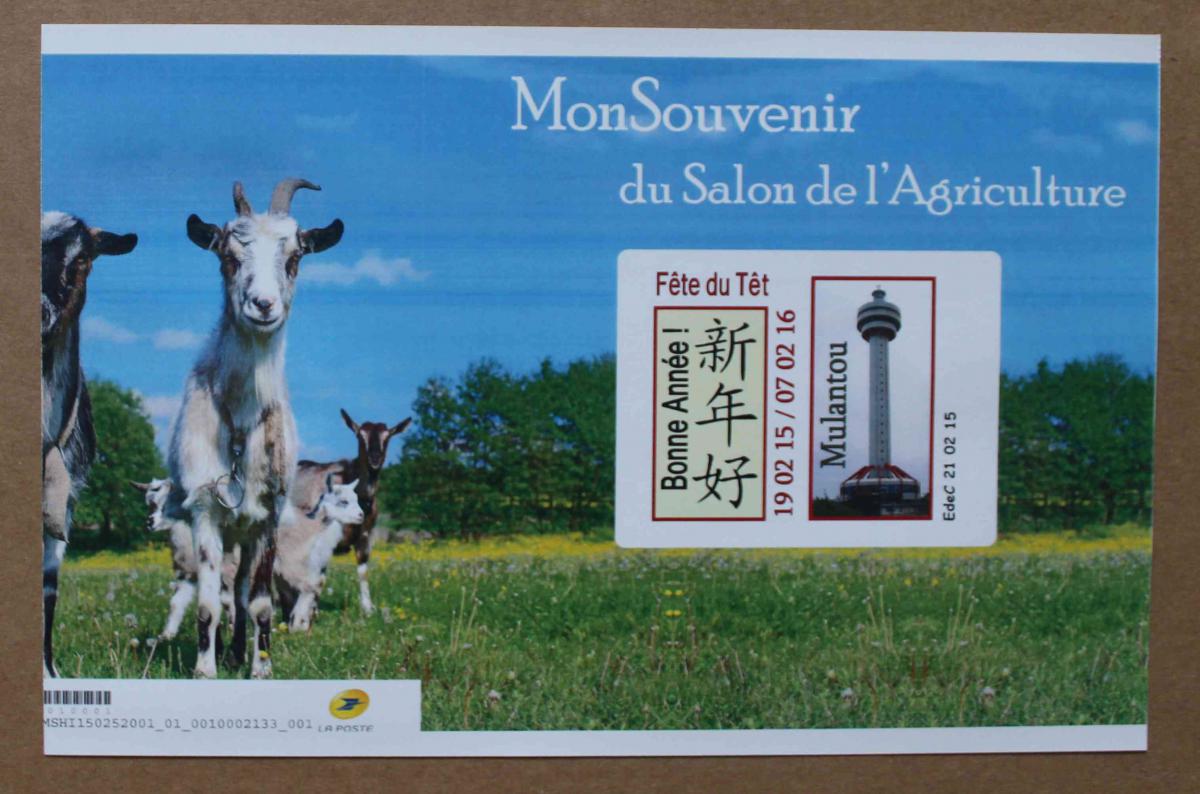 MonSouvenir
du Salon de l'Agriculture
Fête du Têt
Bonne Année !
新年好
19 02 15 / 07 02 16
Mulantou
EdeC 21 02 15
010001
MSHI150252001_01_0010002133_001
LA POSTE